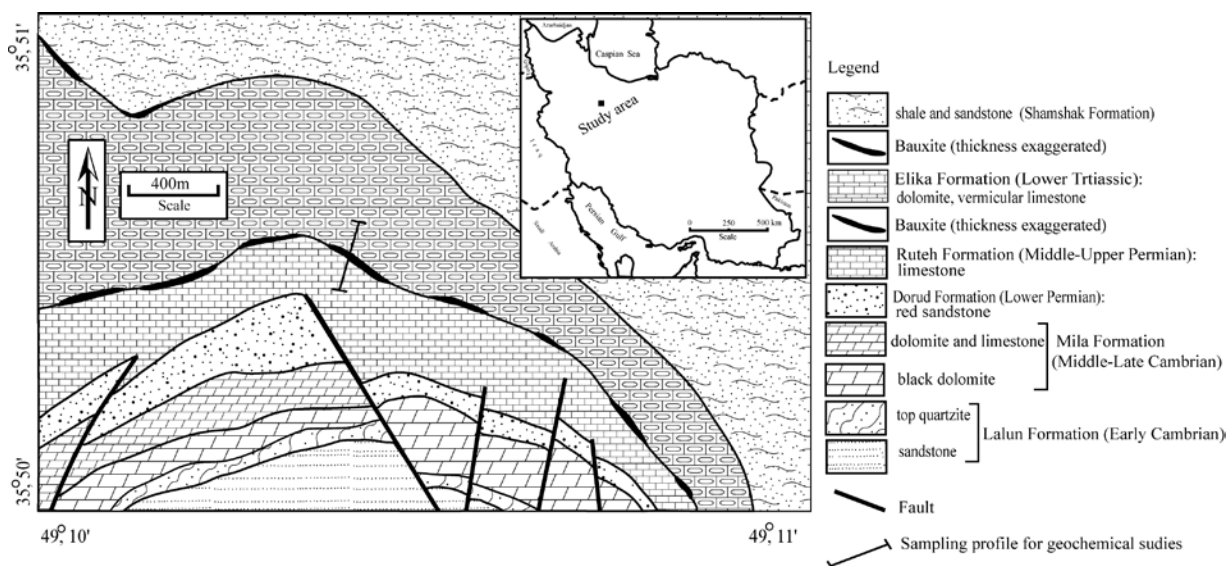 35°, 51'
N
400m
Scale
35°, 50'
49°, 10'
49°, 11'
Azarbaidjan
Caspian Sea
Study area
Persian Gulf
0 250 500 km
Scale
Legend
shale and sandstone (Shamshak Formation)
Bauxite (thickness exaggerated)
Elika Formation (Lower Trtiassic):
dolomite, vermicular limestone
Bauxite (thickness exaggerated)
Ruteh Formation (Middle-Upper Permian):
limestone
Dorud Formation (Lower Permian):
red sandstone
dolomite and limestone
Mila Formation
(Middle-Late Cambrian)
black dolomite
top quartzite
Lalun Formation (Early Cambrian)
sandstone
Fault
Sampling profile for geochemical sudies